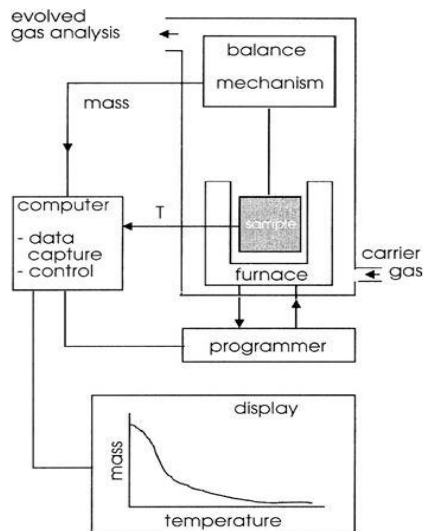 evolved
gas analysis
balance
mechanism
mass
computer
- data
capture
- control
T
sample
furnace
carrier
gas
programmer
display
mass
temperature